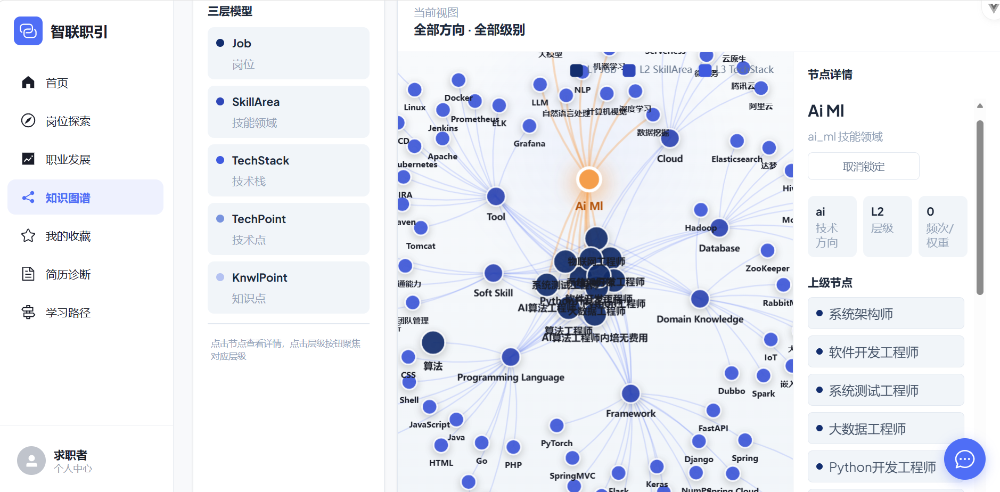 智联职引
首页
岗位探索
职业发展
知识图谱
我的收藏
简历诊断
学习路径
求职者
个人中心
三层模型
Job
岗位
SkillArea
技能领域
TechStack
技术栈
TechPoint
技术点
KnwlPoint
知识点
点击节点查看详情，点击层级按钮聚焦
对应层级
当前视图
全部方向 · 全部级别
L1 Job
L2 SkillArea
L3 TechStack
大模型
机器学习
Serverless
云原生
微服务
腾讯云
阿里云
Linux
Docker
Prometheus
ELK
Jenkins
Grafana
CD
Apache
ubernetes
LLM
NLP
自然语言处理
计算机视觉
深度学习
数据挖掘
Cloud
Elasticsearch
达梦
Hiv
IRA
Tool
Ai Ml
aven
Tomcat
Hadoop
Database
Mo
ZooKeeper
通能力
Soft Skill
RabbitM
团队管理
物联网工程师
系统测试工程师
软件开发工程师
AI算法工程师
大数据工程师
算法工程师
AI算法工程师内培无费用
Domain Knowledge
算法
CSS
Shell
Programming Language
IoT
嵌入
Dubbo
Spark
JavaScript
Java
HTML
Go
PHP
Framework
PyTorch
SpringMVC
FastAPI
Django
Spring
Flask
Keras
NumPy
Spring Cloud
节点详情
Ai Ml
ai_ml 技能领域
取消锁定
ai
技术
方向
L2
层级
0
频次/
权重
上级节点
系统架构师
软件开发工程师
系统测试工程师
大数据工程师
Python开发工程师